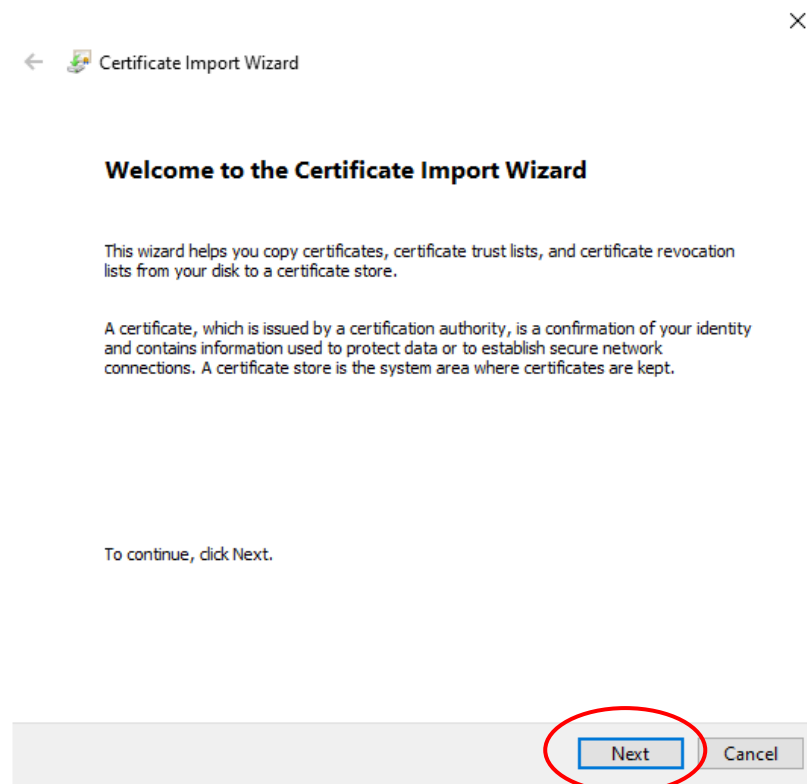 Certificate Import Wizard
Welcome to the Certificate Import Wizard
This wizard helps you copy certificates, certificate trust lists, and certificate revocation
lists from your disk to a certificate store.
A certificate, which is issued by a certification authority, is a confirmation of your identity
and contains information used to protect data or to establish secure network
connections. A certificate store is the system area where certificates are kept.
To continue, click Next.
Next Cancel